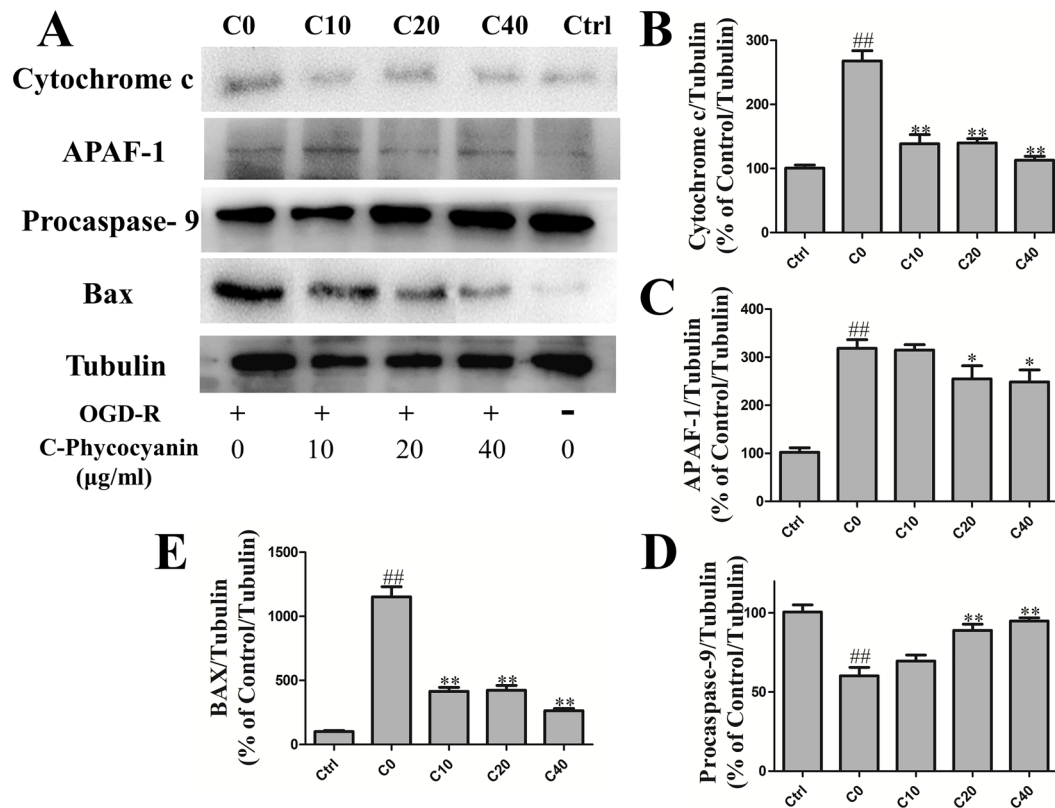 A
C0 C10 C20 C40 Ctrl
Cytochrome c
APAF-1
Procaspase- 9
Bax
Tubulin
OGD-R + + + + -
C-Phycocyanin 0 10 20 40 0
(μg/ml)
B
Cytochrome c/Tubulin
(% of Control/Tubulin)
300
200
100
0
##
**
**
**
Ctrl C0 C10 C20 C40
C
APAF-1/Tubulin
(% of Control/Tubulin)
400
300
200
100
0
##
*
*
Ctrl C0 C10 C20 C40
E
BAX/Tubulin
(% of Control/Tubulin)
1500
1000
500
0
##
**
**
**
Ctrl C0 C10 C20 C40
D
Procaspase-9/Tubulin
(% of Control/Tubulin)
100
50
0
##
**
**
Ctrl C0 C10 C20 C40